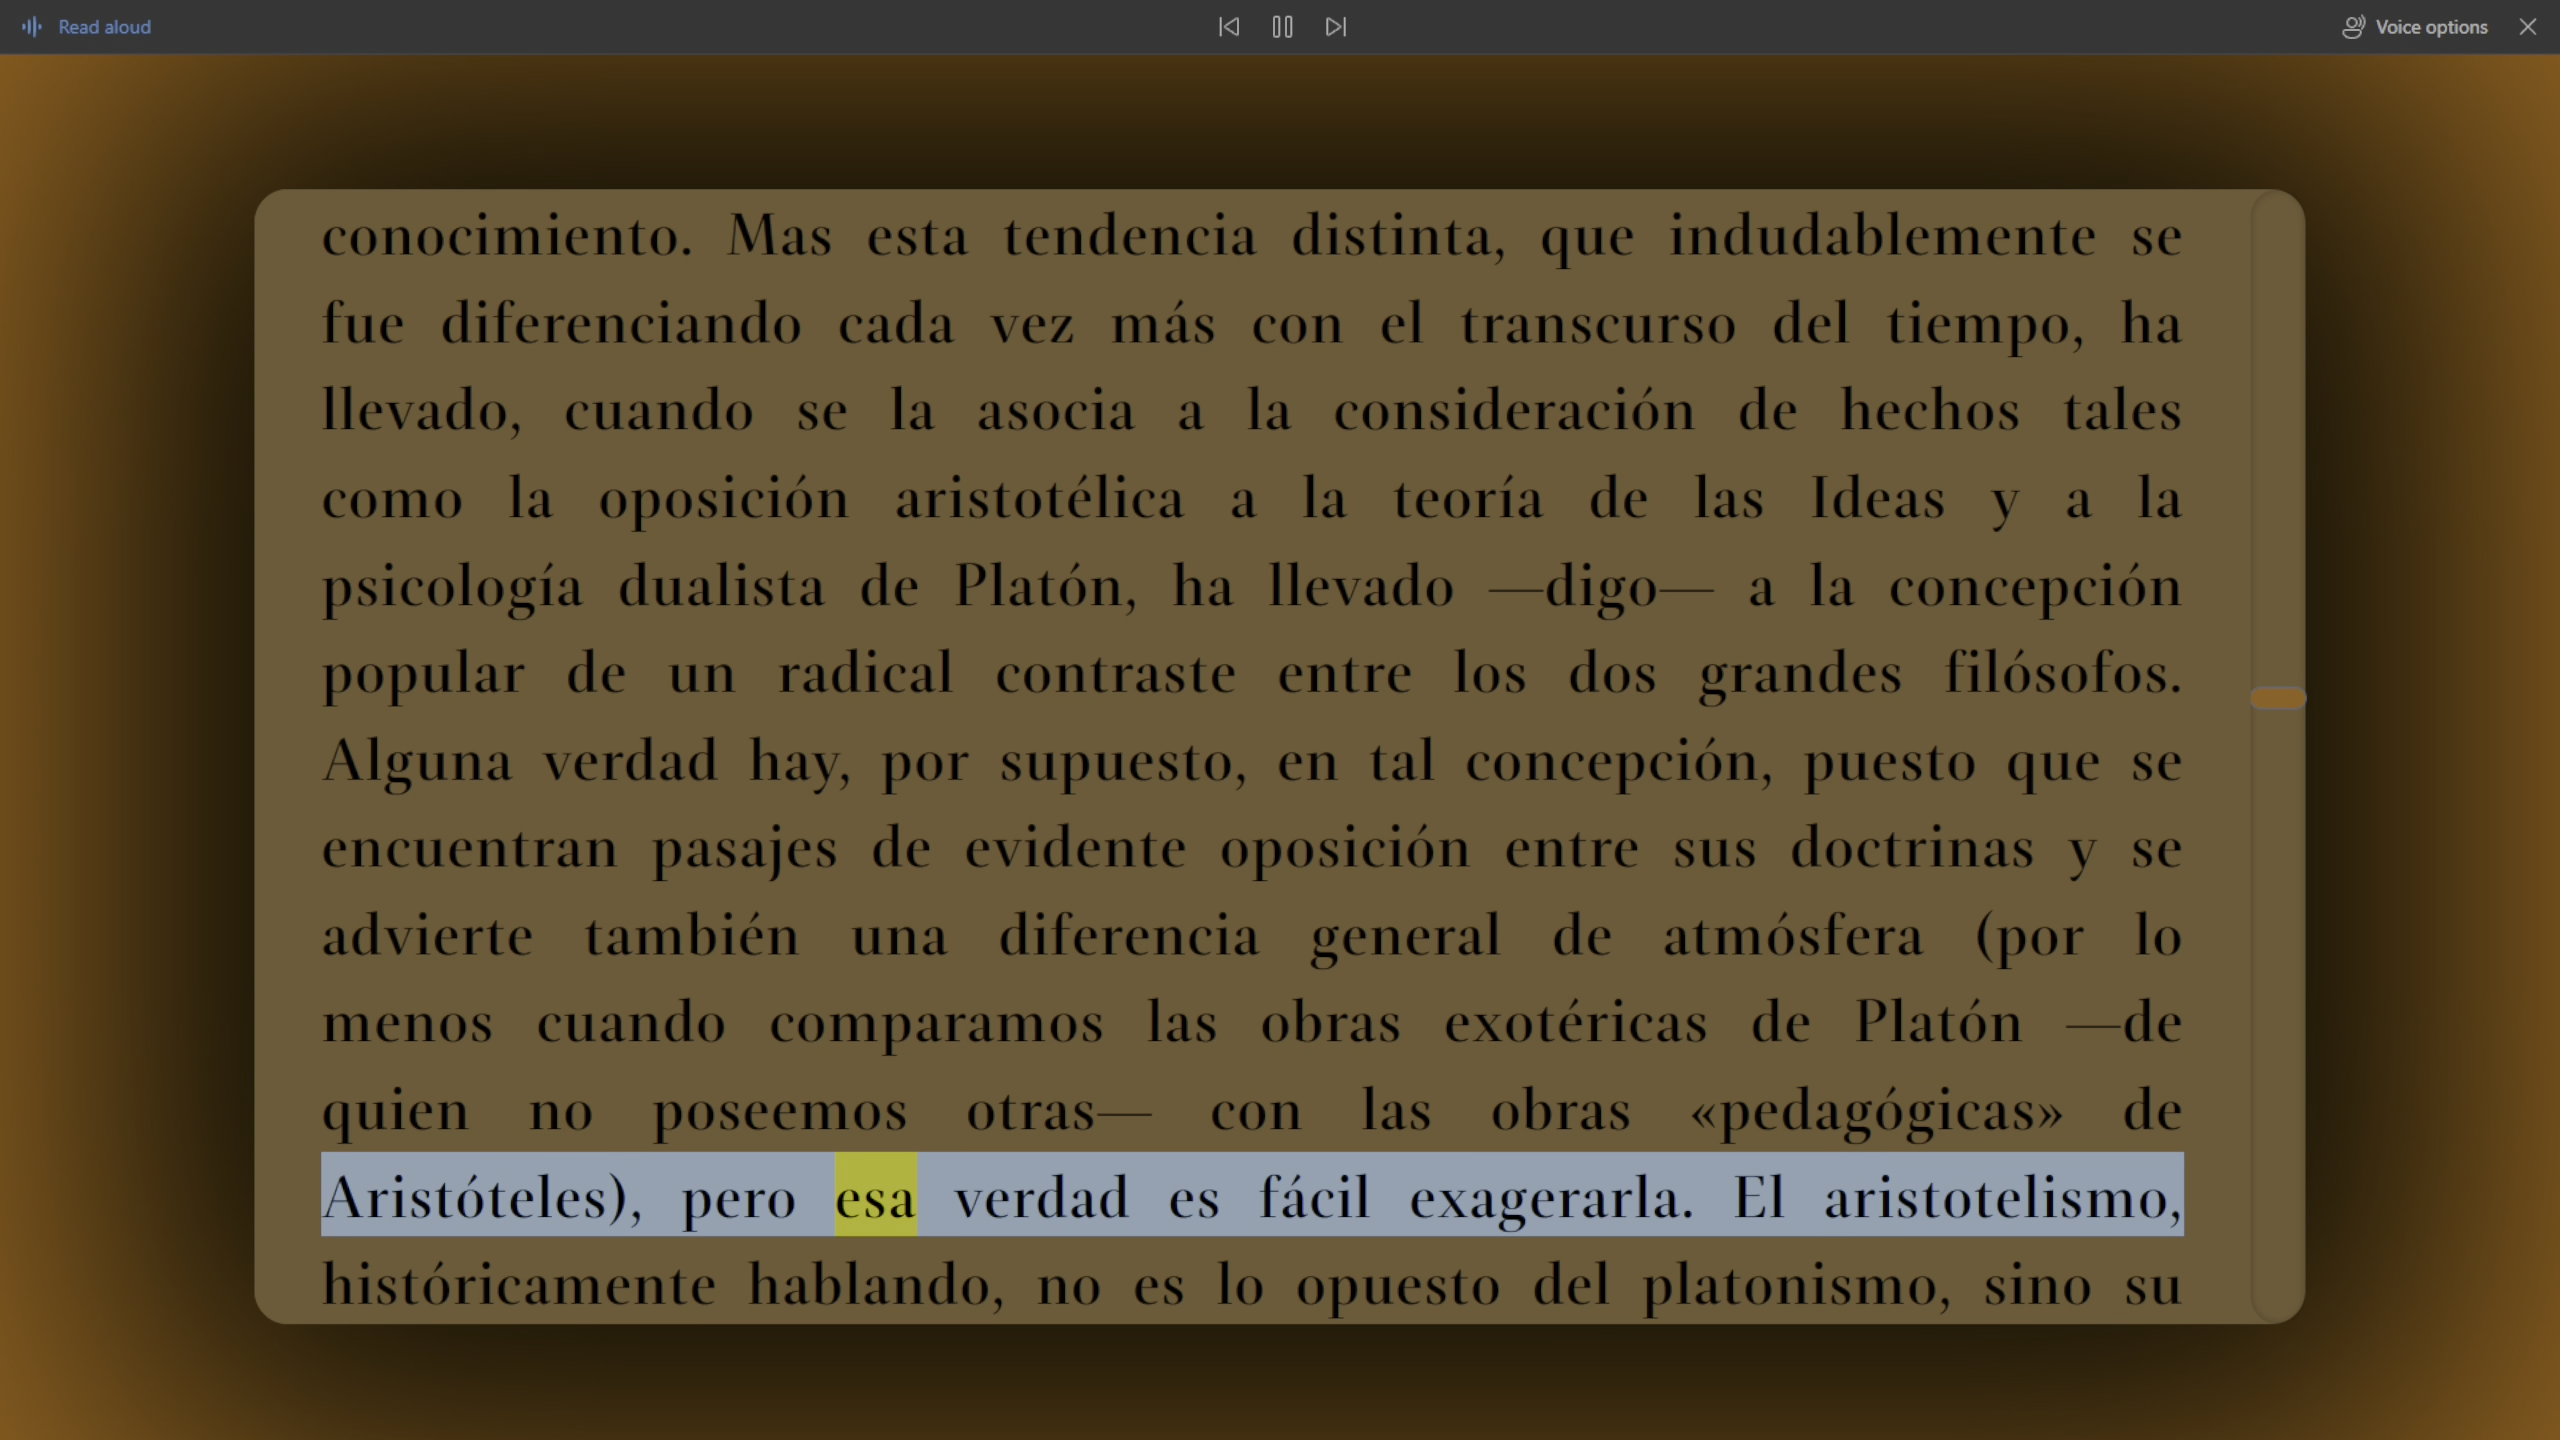 Read aloud
Voice options
conocimiento. Mas esta tendencia distinta, que indudablemente se
fue diferenciando cada vez más con el transcurso del tiempo, ha
llevado, cuando se la asocia a la consideración de hechos tales
como la oposición aristotélica a la teoría de las Ideas y a la
psicología dualista de Platón, ha llevado —digo— a la concepción
popular de un radical contraste entre los dos grandes filósofos.
Alguna verdad hay, por supuesto, en tal concepción, puesto que se
encuentran pasajes de evidente oposición entre sus doctrinas y se
advierte también una diferencia general de atmósfera (por lo
menos cuando comparamos las obras exotéricas de Platón —de
quien no poseemos otras— con las obras «pedagógicas» de
Aristóteles), pero esa verdad es fácil exagerarla. El aristotelismo,
históricamente hablando, no es lo opuesto del platonismo, sino su